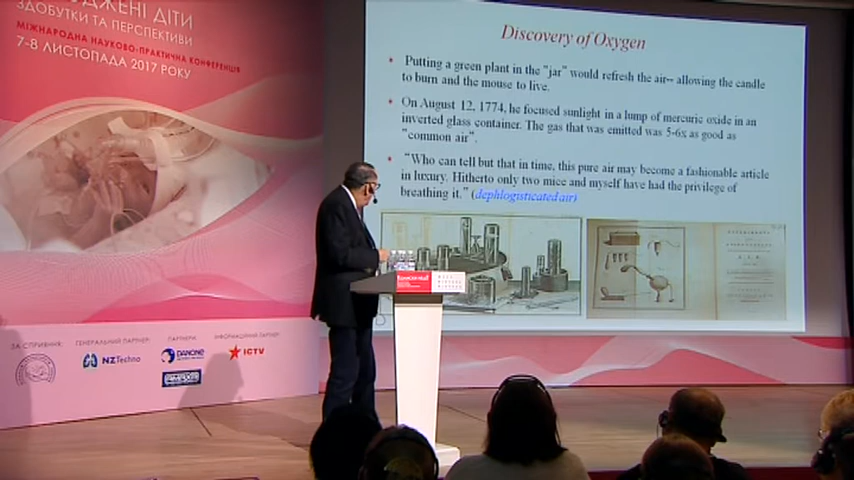 ДЖЕНІ ДІТИ
ЗДОБУТКИ ТА ПЕРСПЕКТИВИ
МІЖНАРОДНА НАУКОВО-ПРАКТИЧНА КОНФЕРЕНЦІЯ
7-8 ЛИСТОПАДА 2017 РОКУ
Discovery of Oxygen
• Putting a green plant in the "jar" would refresh the air-- allowing the candle
to burn and the mouse to live.
• On August 12, 1774, he focused sunlight in a lump of mercuric oxide in an
inverted glass container. The gas that was emitted was 5-6x as good as
"common air".
• "Who can tell but that in time, this pure air may become a fashionable article
in luxury. Hitherto only two mice and myself have had the privilege of
breathing it." (dephlogisticated air)
ЗА СПРИЯННЯ:
ГЕНЕРАЛЬНИЙ ПАРТНЕР:
ПАРТНЕРИ:
ІНФОРМАЦІЙНИЙ ПАРТНЕР:
NZTechno
DANONE
ICTV